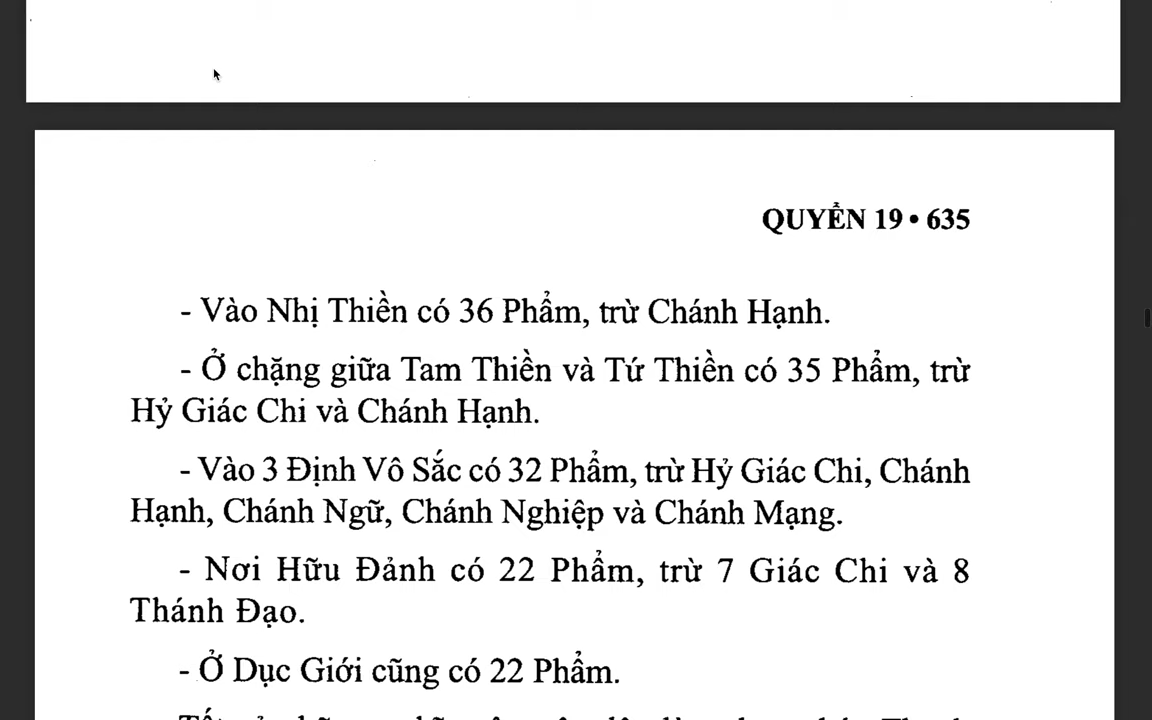 QUYỂN 19 • 635
- Vào Nhị Thiền có 36 Phẩm, trừ Chánh Hạnh.
- Ở chặng giữa Tam Thiền và Tứ Thiền có 35 Phẩm, trừ
Hỷ Giác Chi và Chánh Hạnh.
- Vào 3 Định Vô Sắc có 32 Phẩm, trừ Hỷ Giác Chi, Chánh
Hạnh, Chánh Ngữ, Chánh Nghiệp và Chánh Mạng.
- Nơi Hữu Đảnh có 22 Phẩm, trừ 7 Giác Chi và 8
Thánh Đạo.
- Ở Dục Giới cũng có 22 Phẩm.